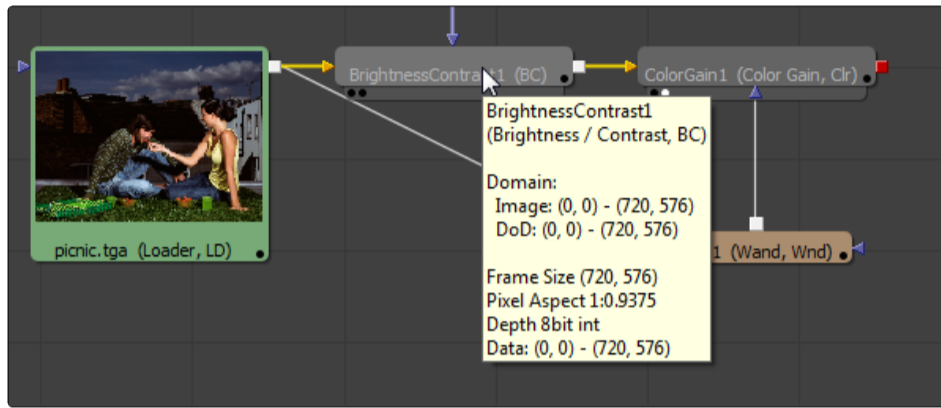 BrightnessContrast1 (BC)
ColorGain1 (Color Gain, Clr)
BrightnessContrast1
(Brightness / Contrast, BC)
Domain:
Image: (0, 0) - (720, 576)
DoD: (0, 0) - (720, 576)
Frame Size (720, 576)
Pixel Aspect 1:0.9375
Depth 8bit int
Data: (0, 0) - (720, 576)
picnic.tga (Loader, LD)
1 (Wand, Wnd)